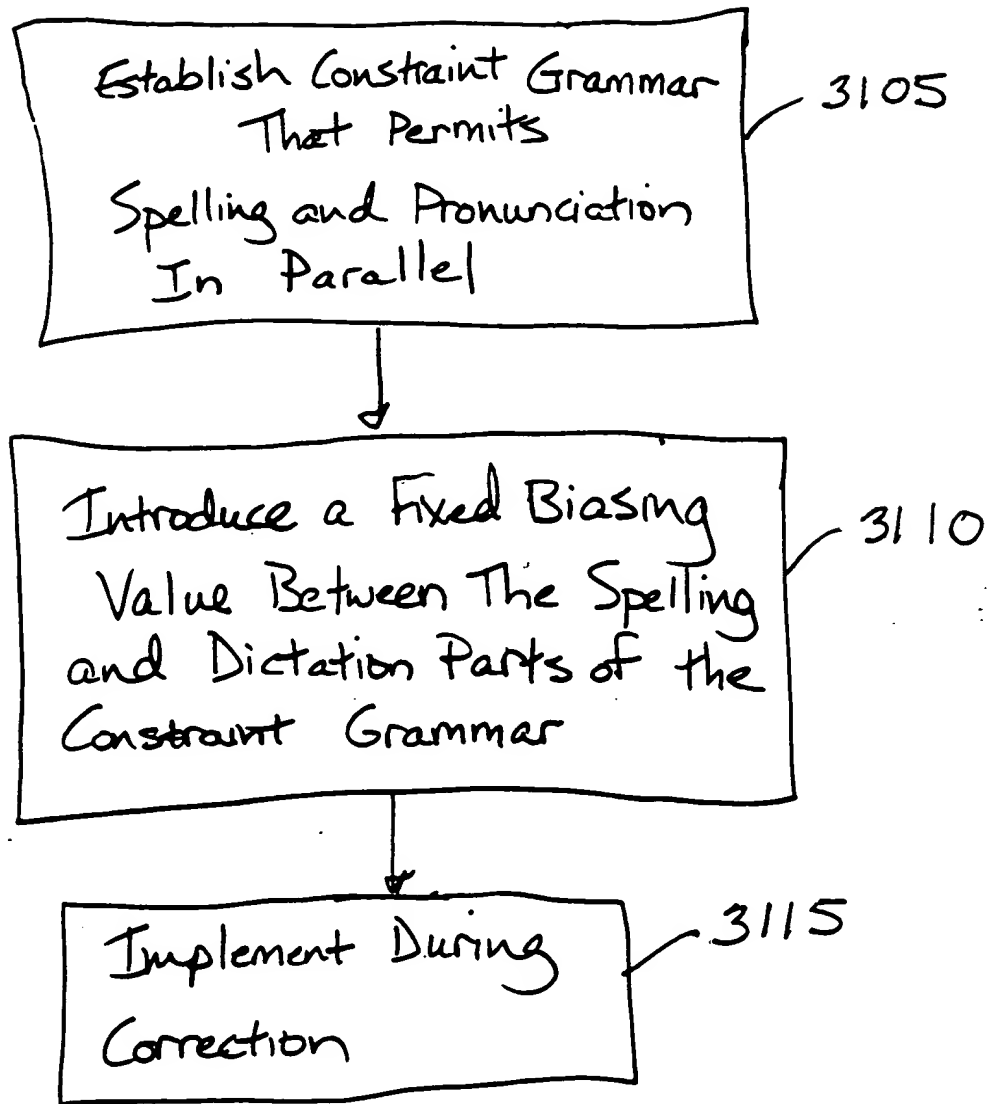 Establish Constraint Grammar
That Permits
Spelling and Pronunciation
In Parallel
3105
Introduce a Fixed Biasing
Value Between The Spelling
and Dictation Parts of the
Constraint Grammar
3110
Implement During
Correction
3115